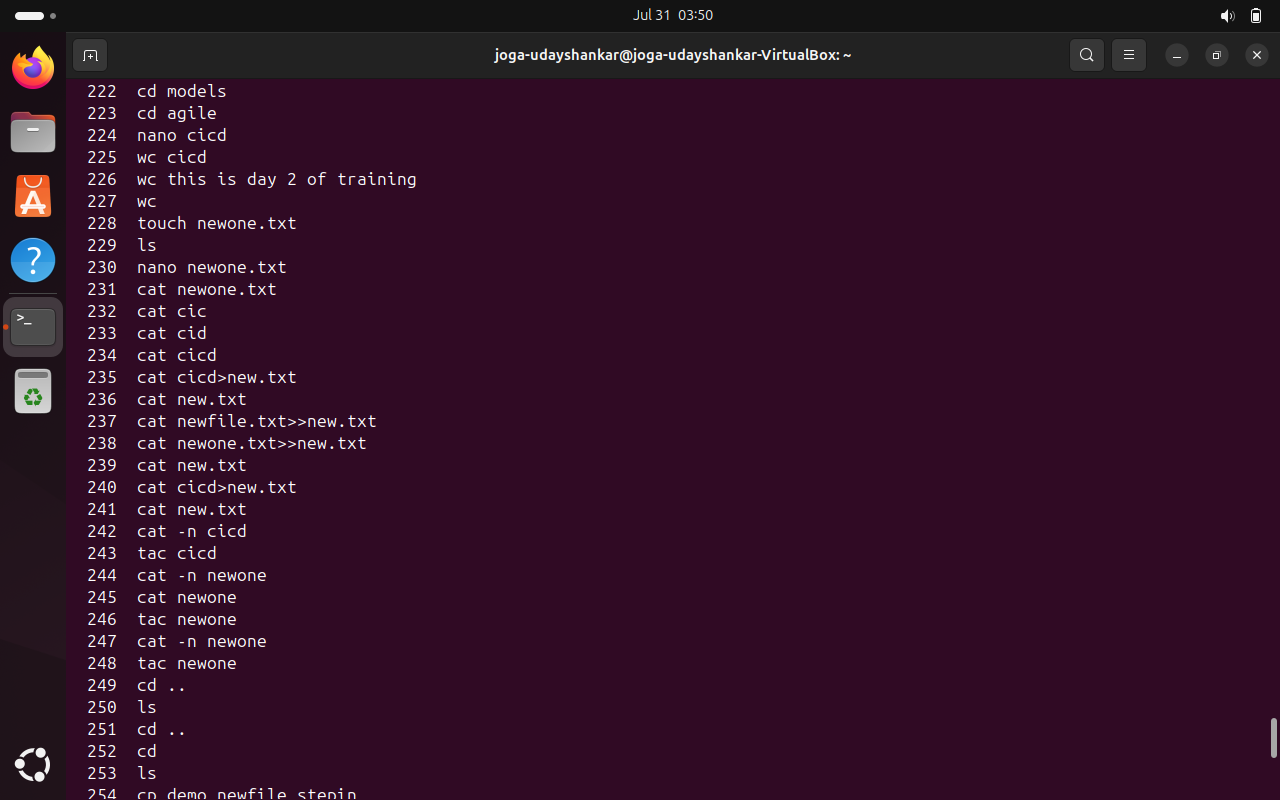 Jul 31 03:50
joga-udayshankar@joga-udayshankar-VirtualBox: ~
222 cd models
223 cd agile
224 nano cicd
225 wc cicd
226 wc this is day 2 of training
227 wc
228 touch newone.txt
229 ls
230 nano newone.txt
231 cat newone.txt
232 cat cic
233 cat cid
234 cat cicd
235 cat cicd>new.txt
236 cat new.txt
237 cat newfile.txt>>new.txt
238 cat newone.txt>>new.txt
239 cat new.txt
240 cat cicd>new.txt
241 cat new.txt
242 cat -n cicd
243 tac cicd
244 cat -n newone
245 cat newone
246 tac newone
247 cat -n newone
248 tac newone
249 cd ..
250 ls
251 cd ..
252 cd
253 ls
254 cp demo newfile stepin